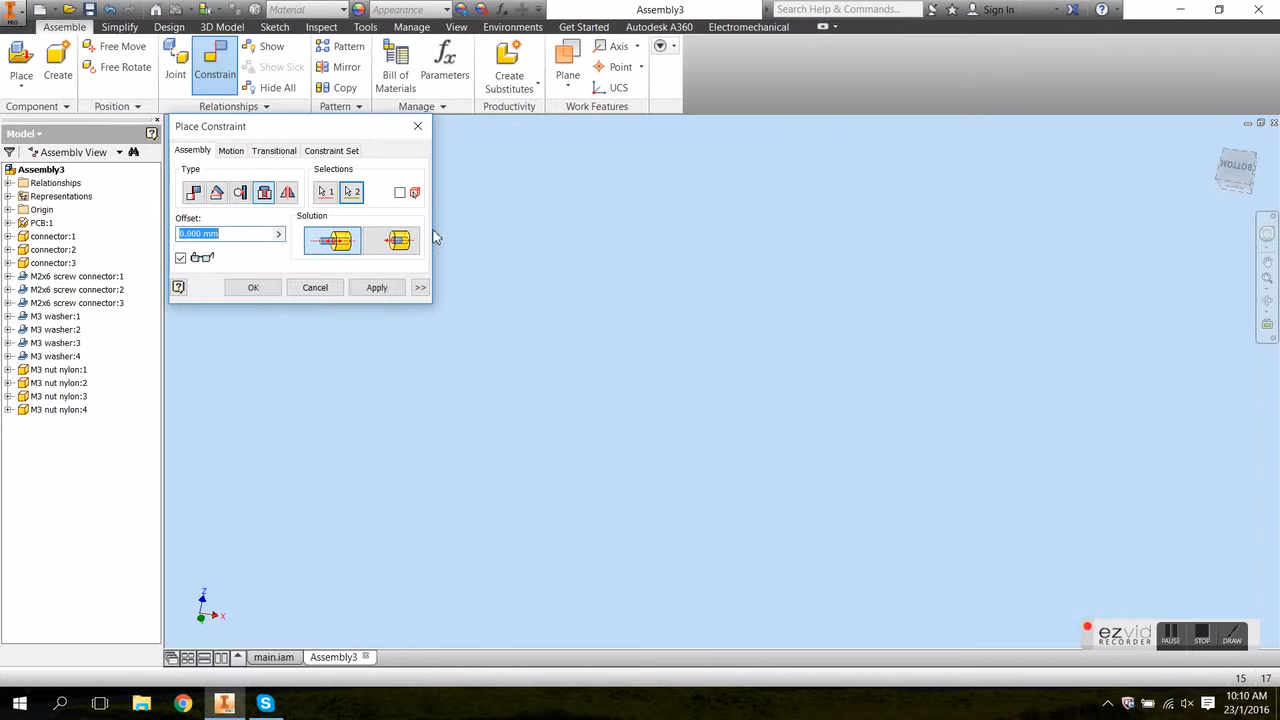 PRO
Material
Appearance
Assembly3
Search Help & Commands...
Sign In
Assemble Simplify Design 3D Model Sketch Inspect Tools Manage View Environments Get Started Autodesk A360 Electromechanical
Place
Create
Free Move
Free Rotate
Joint
Constrain
Show
Show Sick
Hide All
Pattern
Mirror
Copy
Bill of
Materials
Parameters
Create
Substitutes
Plane
Axis
Point
UCS
Component Position Relationships Pattern Manage Productivity Work Features
Model
Assembly View
Assembly3
Relationships
Representations
Origin
PCB:1
connector:1
connector:2
connector:3
M2x6 screw connector:1
M2x6 screw connector:2
M2x6 screw connector:3
M3 washer:1
M3 washer:2
M3 washer:3
M3 washer:4
M3 nut nylon:1
M3 nut nylon:2
M3 nut nylon:3
M3 nut nylon:4
Place Constraint
Assembly Motion Transitional Constraint Set
Type
Selections
1 2
Offset:
0.000 mm
Solution
OK Cancel Apply >>
BOTTOM
Z
X
ezvid
RECORDER
PAUSE STOP DRAW
main.iam Assembly3
15 17
10:10 AM
23/1/2016